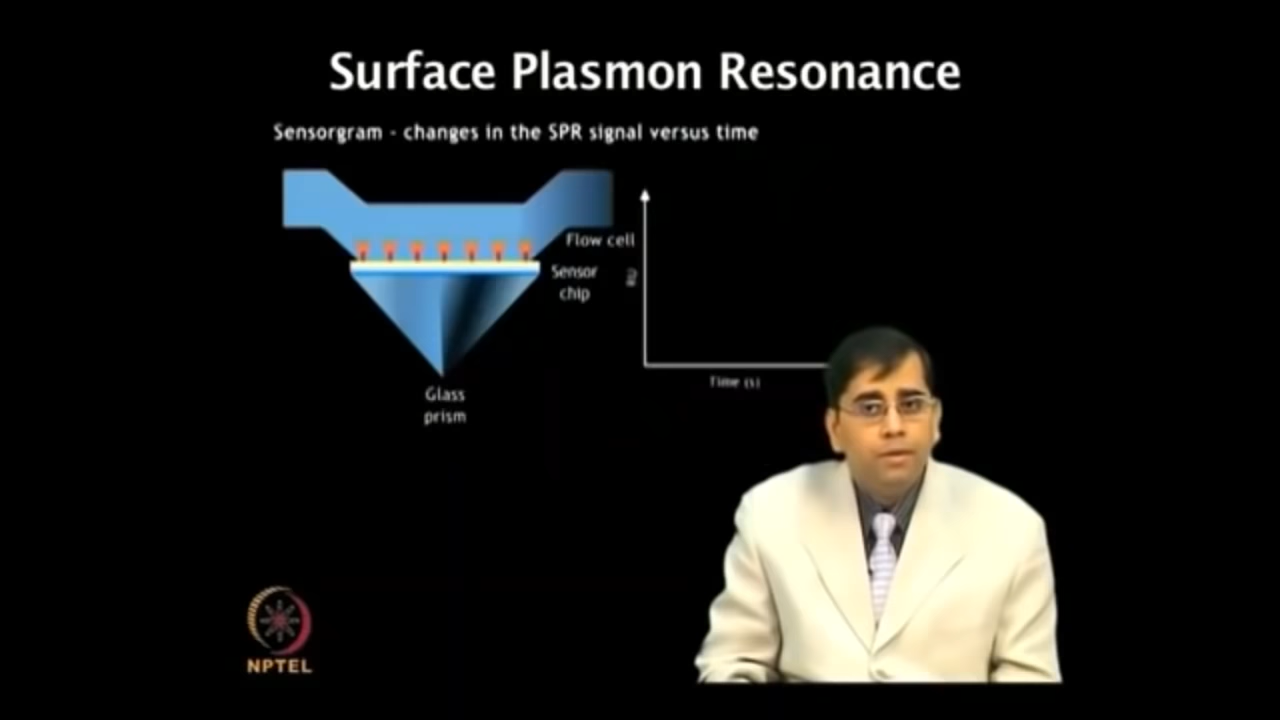 Surface Plasmon Resonance
Sensorgram - changes in the SPR signal versus time
Flow cell
Sensor
chip
RU
Time (s)
Glass
prism
NPTEL